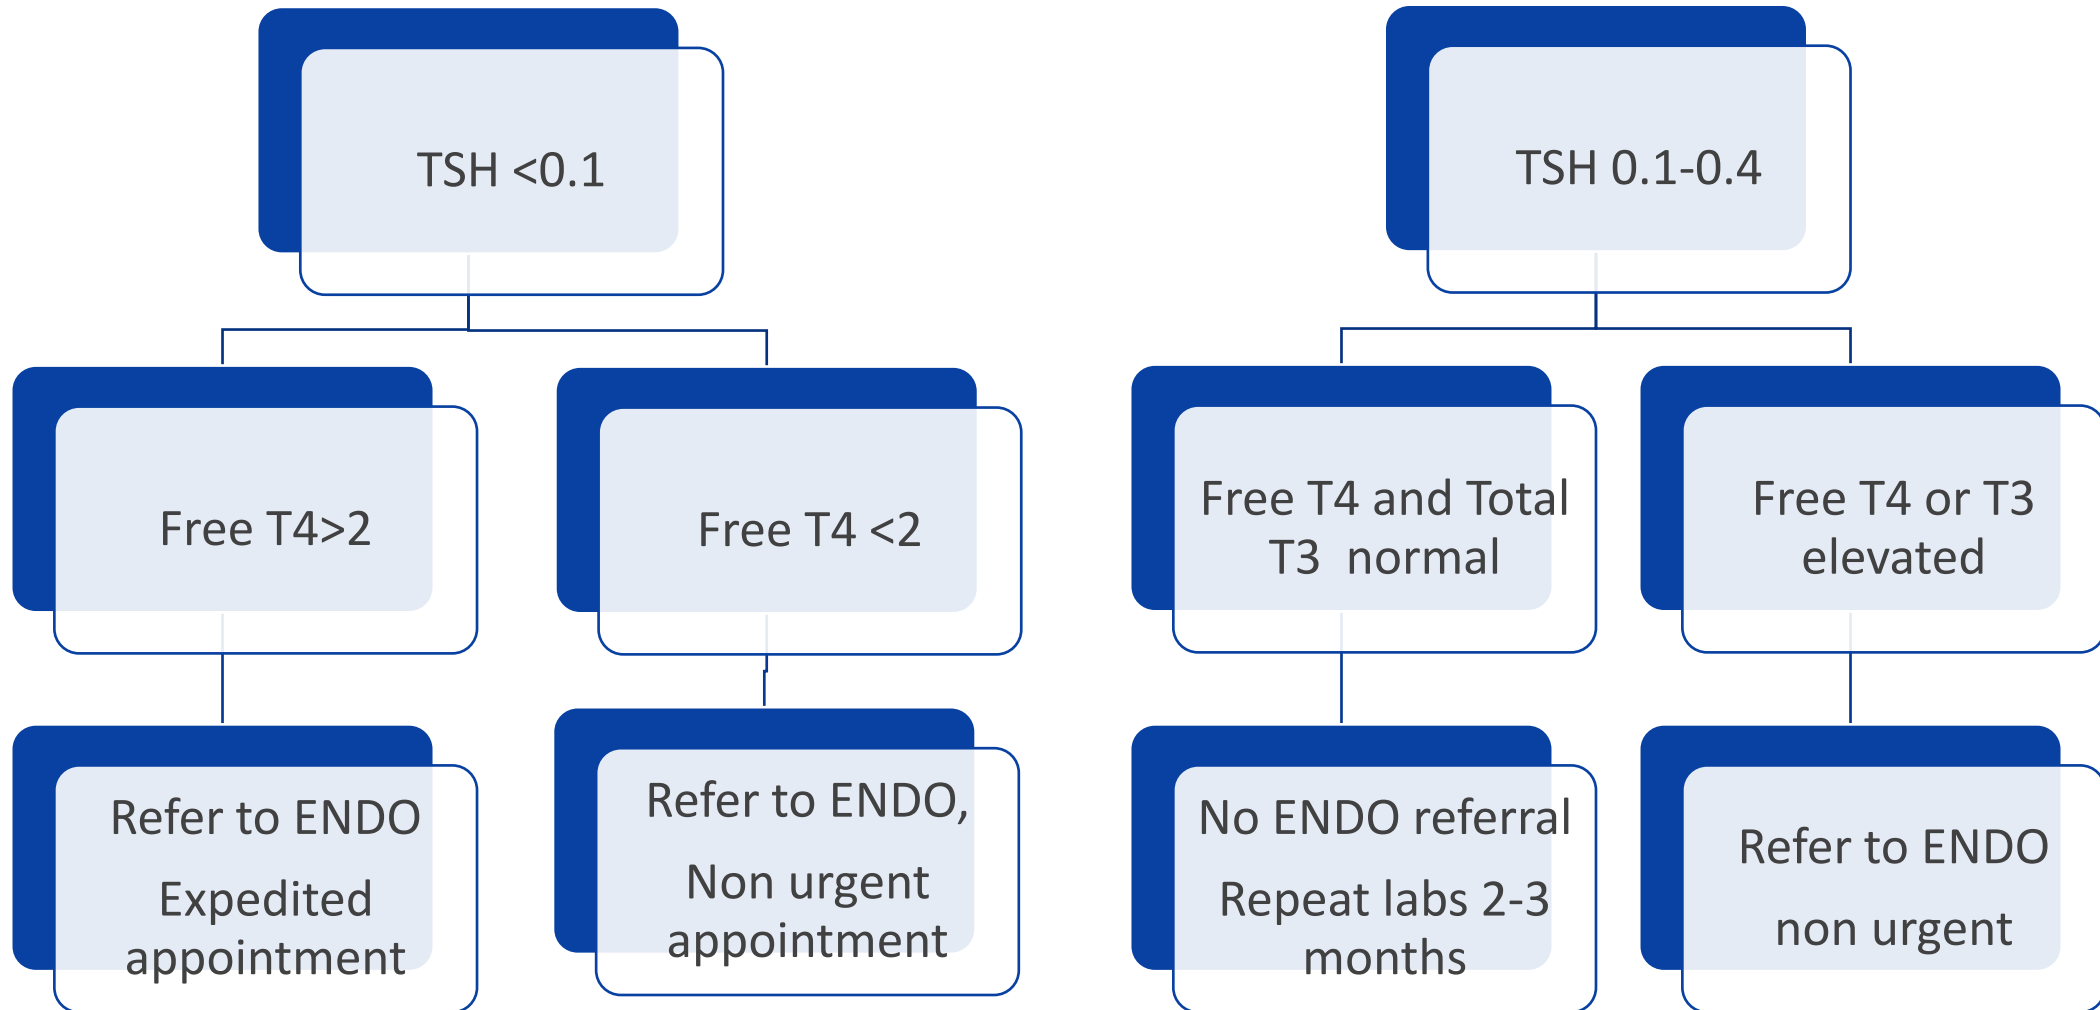 TSH <0.1
TSH 0.1-0.4
Free T4>2
Free T4 <2
Free T4 and Total
T3  normal
Free T4 or T3
elevated
Refer to ENDO
Expedited
appointment
Refer to ENDO,
Non urgent
appointment
No ENDO referral
Repeat labs 2-3
months
Refer to ENDO
non urgent